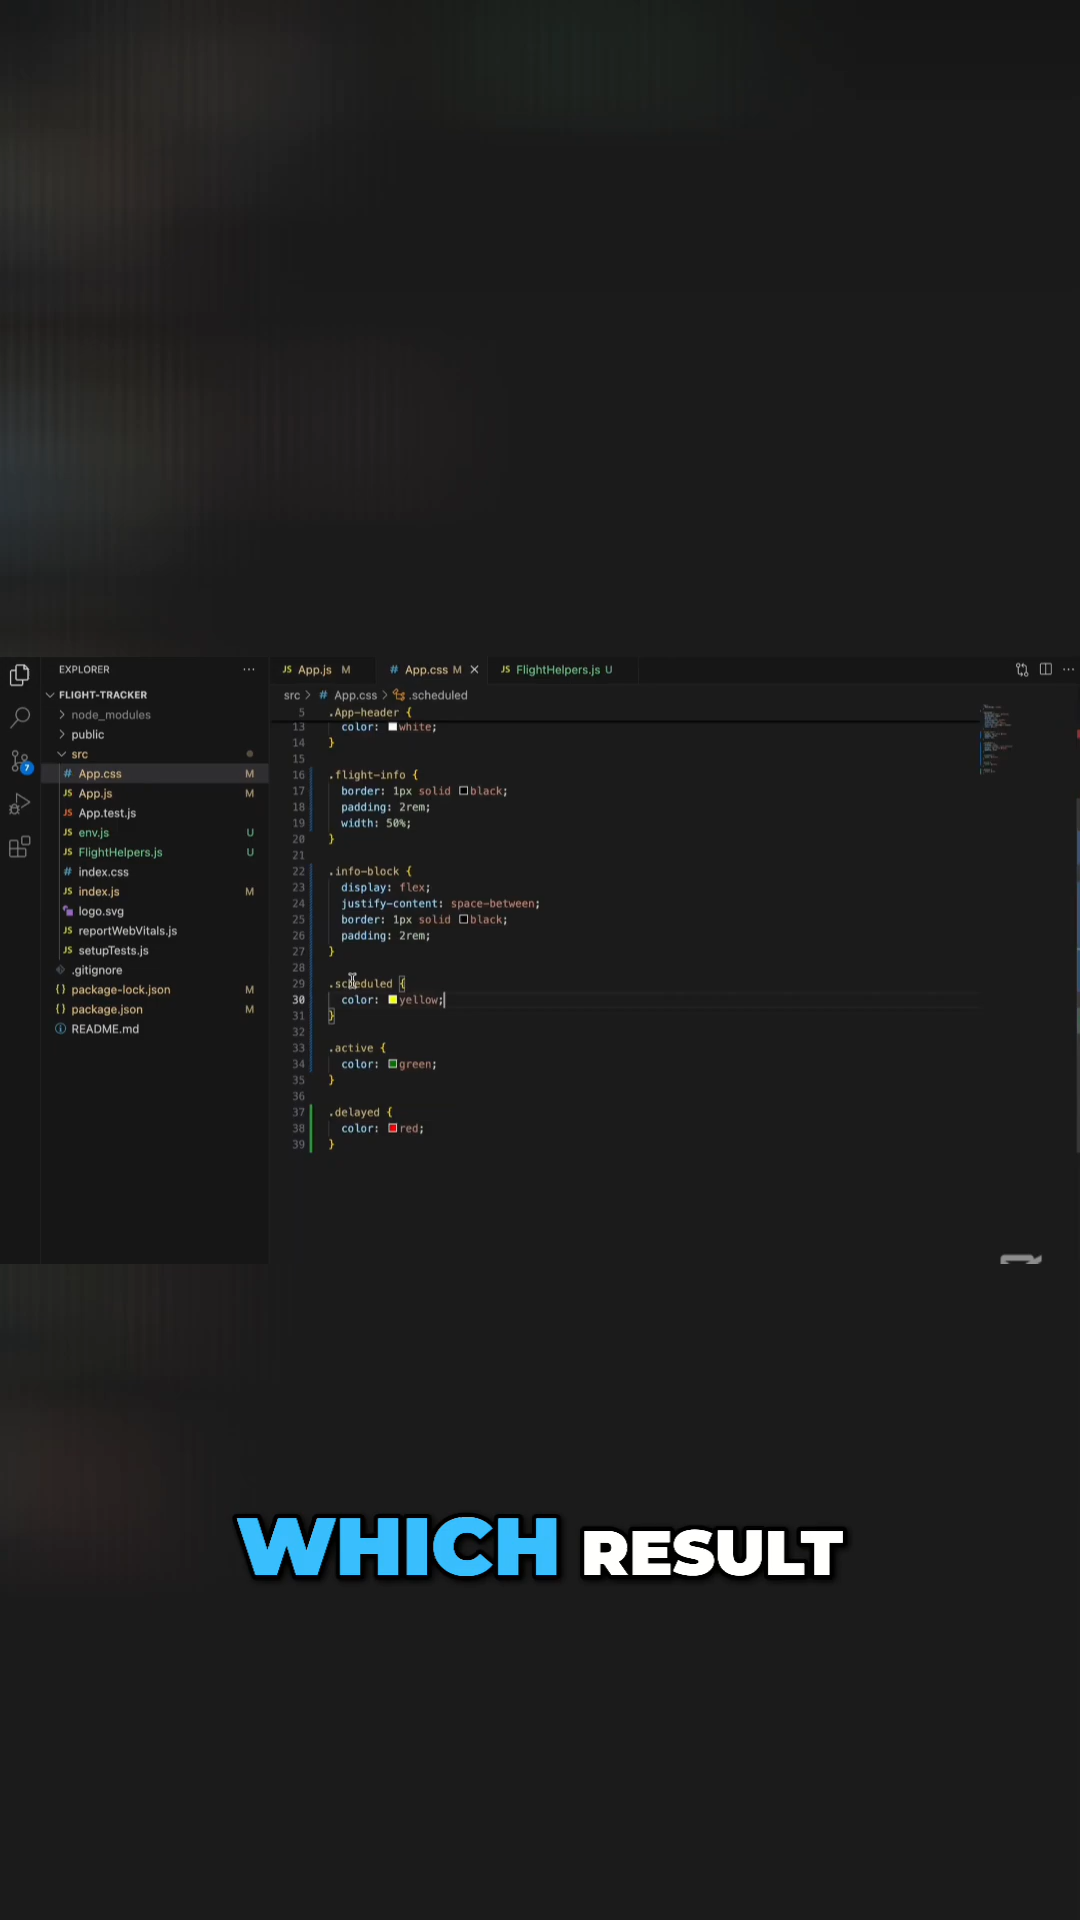 EXPLORER
FLIGHT-TRACKER
node_modules
public
src
App.css M
App.js M
App.test.js
env.js U
FlightHelpers.js U
index.css
index.js M
logo.svg
reportWebVitals.js
setupTests.js
.gitignore
package-lock.json M
package.json M
README.md
7
JS App.js M
# App.css M
JS FlightHelpers.js U
src > # App.css > .scheduled
5 .App-header {
13 color: white;
14 }
15
16 .flight-info {
17 border: 1px solid black;
18 padding: 2rem;
19 width: 50%;
20 }
21
22 .info-block {
23 display: flex;
24 justify-content: space-between;
25 border: 1px solid black;
26 padding: 2rem;
27 }
28
29 .scheduled {
30 color: yellow;
31 }
32
33 .active {
34 color: green;
35 }
36
37 .delayed {
38 color: red;
39 }
WHICH RESULT